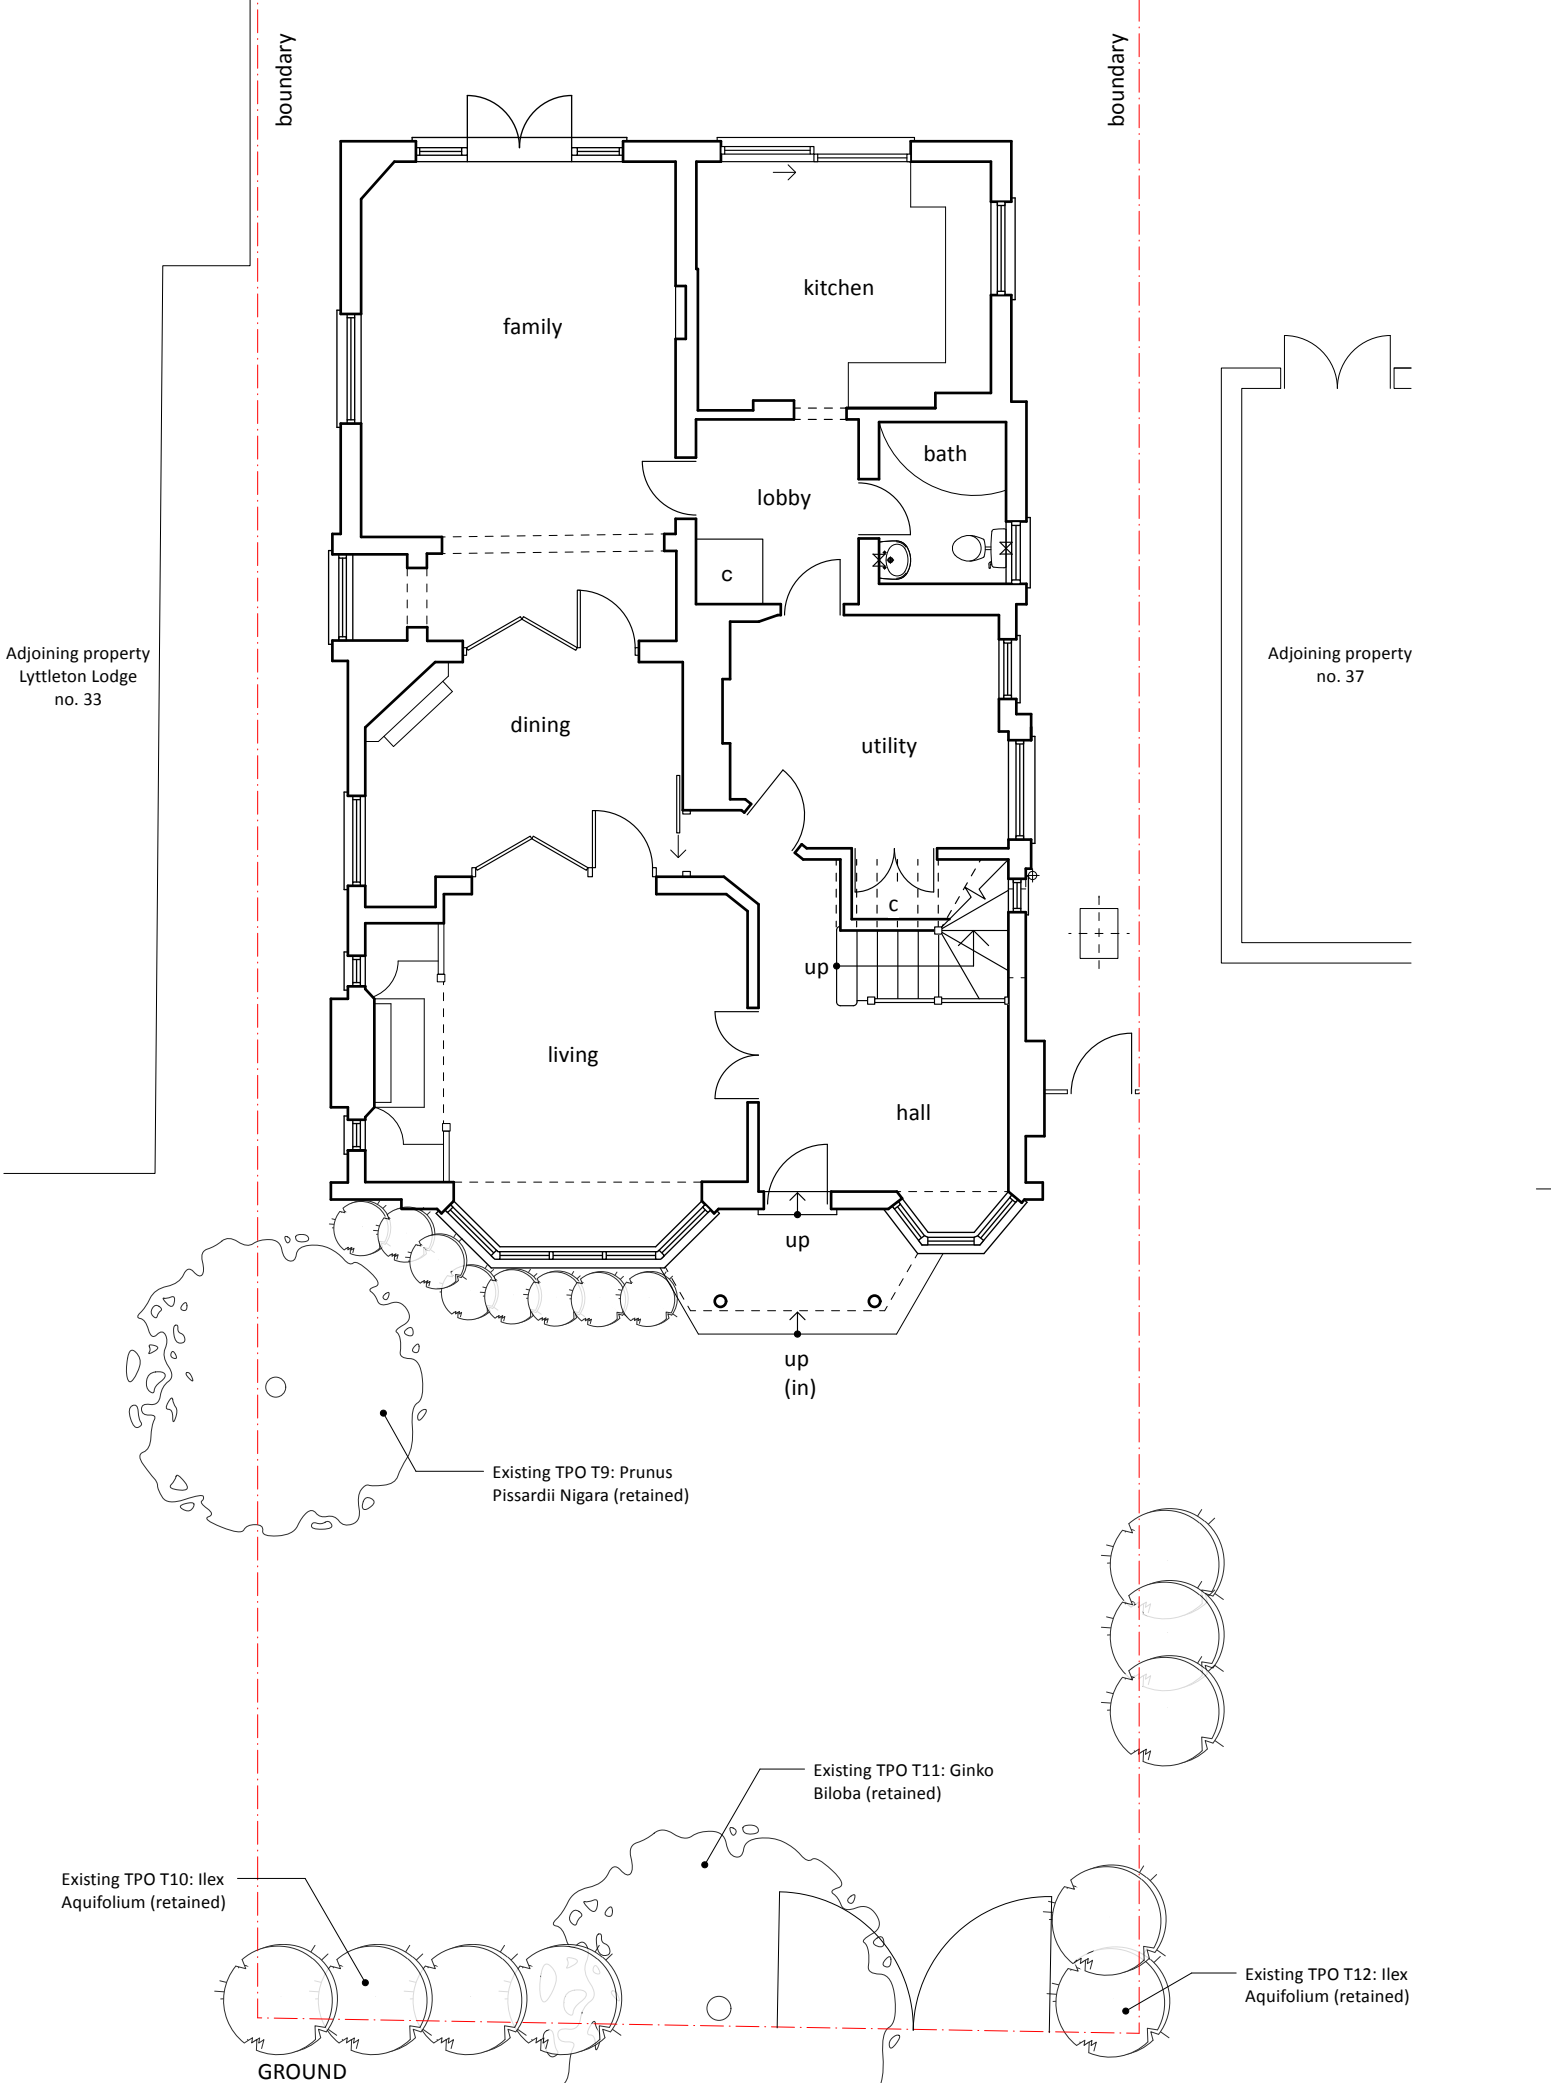 boundary
boundary
kitchen
family
bath
lobby
c
Adjoining property
Lyttleton Lodge
no. 33
Adjoining property
no. 37
dining
utility
c
up
living
hall
up
up
(in)
Existing TPO T9: Prunus
Pissardii Nigara (retained)
Existing TPO T11: Ginko
Biloba (retained)
Existing TPO T10: Ilex
Aquifolium (retained)
Existing TPO T12: Ilex
Aquifolium (retained)
GROUND